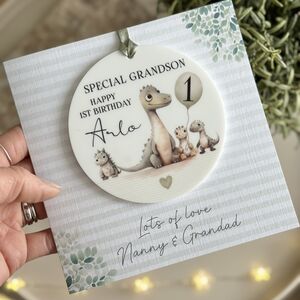 SPECIAL GRANDSON
HAPPY
1ST BIRTHDAY
Arlo
1
Lots of love
Nanny & Grandad